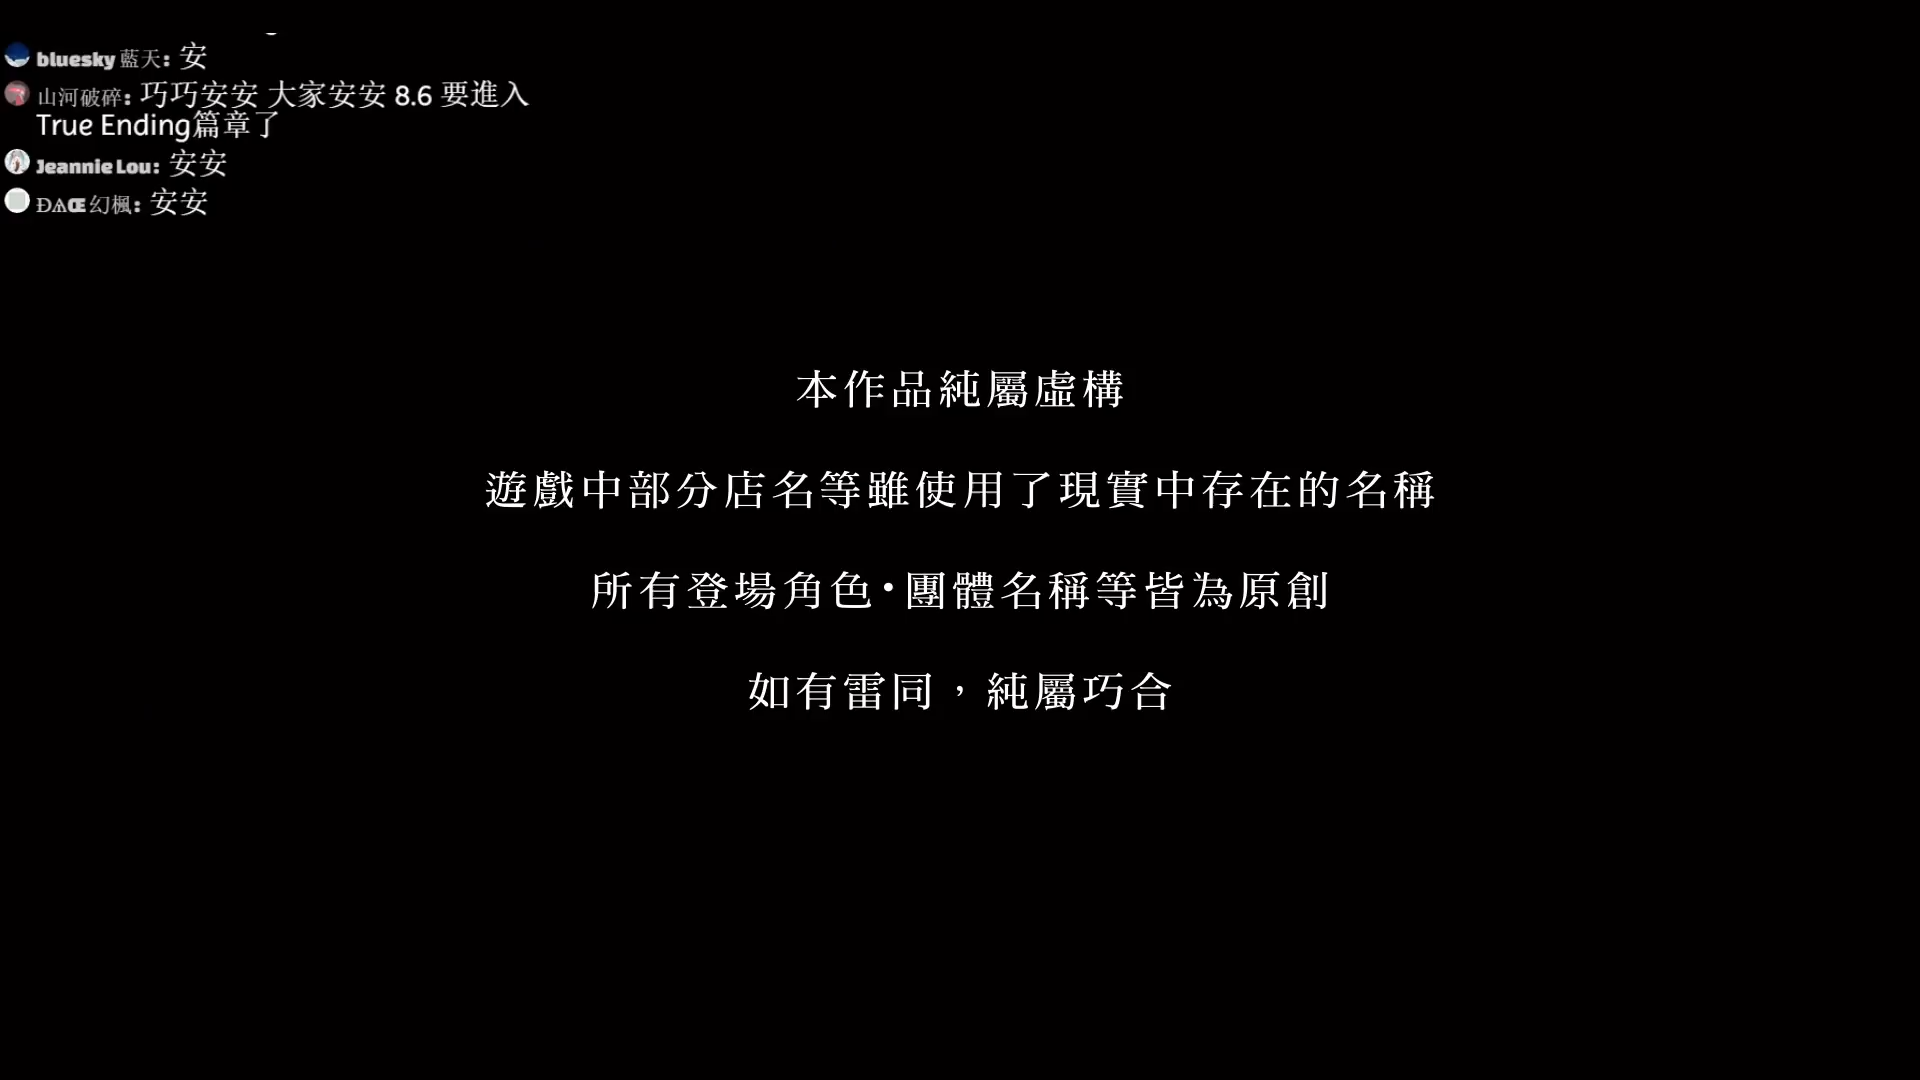 bluesky 藍天: 安
山河破碎: 巧巧安安 大家安安 8.6 要進入
True Ending篇章了
Jeannie Lou: 安安
ÐѦŒ 幻楓: 安安
本作品純屬虛構
遊戲中部分店名等雖使用了現實中存在的名稱
所有登場角色•團體名稱等皆為原創
如有雷同，純屬巧合